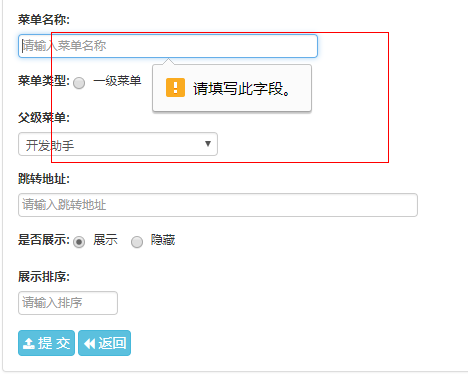 菜单名称:
请输入菜单名称
请填写此字段。
菜单类型: 一级菜单
父级菜单:
开发助手
跳转地址:
请输入跳转地址
是否展示: 展示 隐藏
展示排序:
请输入排序
提 交 返回